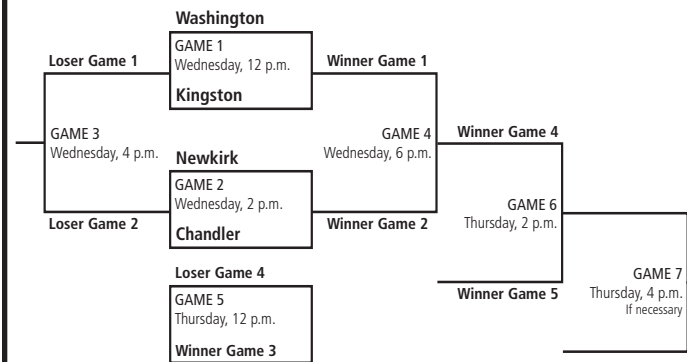 Washington
GAME 1
Wednesday, 12 p.m.
Kingston
Loser Game 1
Winner Game 1
GAME 3
Wednesday, 4 p.m.
GAME 4
Wednesday, 6 p.m.
Winner Game 4
Newkirk
GAME 2
Wednesday, 2 p.m.
Chandler
Loser Game 2
Winner Game 2
GAME 6
Thursday, 2 p.m.
Loser Game 4
GAME 5
Thursday, 12 p.m.
Winner Game 3
Winner Game 5
GAME 7
Thursday, 4 p.m.
If necessary